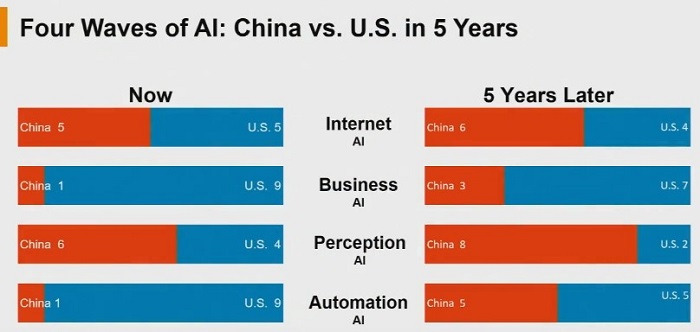 Four Waves of AI: China vs. U.S. in 5 Years
Now
5 Years Later
China 5
U.S. 5
Internet
AI
China 6
U.S. 4
China 1
U.S. 9
Business
AI
China 3
U.S. 7
China 6
U.S. 4
Perception
AI
China 8
U.S. 2
China 1
U.S. 9
Automation
AI
China 5
U.S. 5